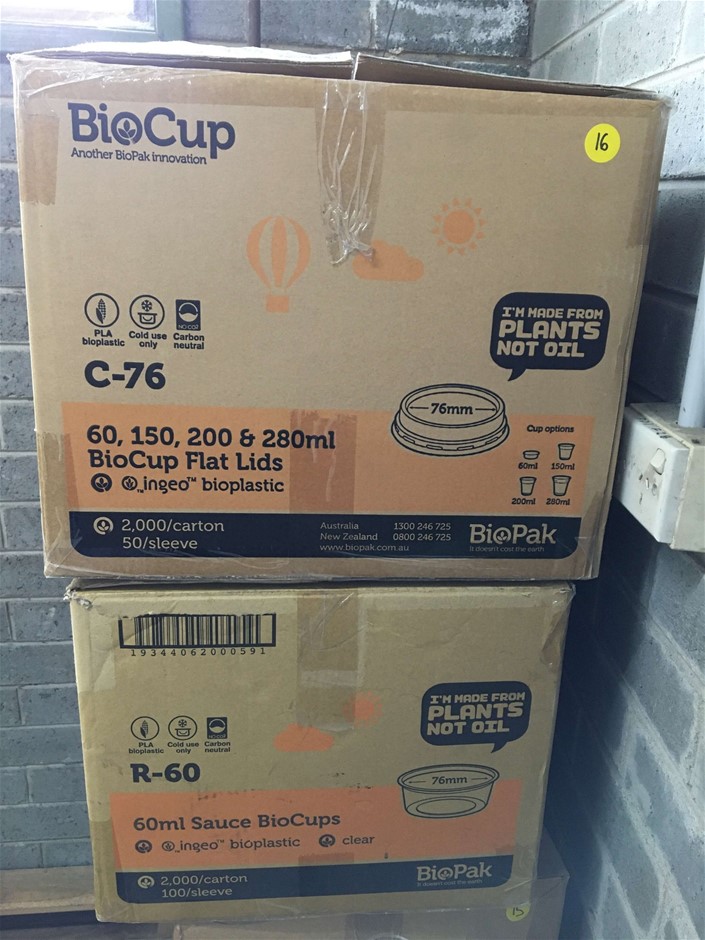 BioCup
Another BioPak innovation
16
PLA bioplastic
Cold use only
NO·CO2
Carbon neutral
I'M MADE FROM
PLANTS
NOT OIL
C-76
76mm
60, 150, 200 & 280ml
BioCup Flat Lids
ingeo™ bioplastic
Cup options
60ml 150ml
200ml 280ml
2,000/carton
50/sleeve
Australia 1300 246 725
New Zealand 0800 246 725
www.biopak.com.au
BioPak
It doesn't cost the earth
19344062000591
I'M MADE FROM
PLANTS
NOT OIL
PLA bioplastic
Cold use only
Carbon neutral
R-60
76mm
60ml Sauce BioCups
ingeo™ bioplastic clear
2,000/carton
100/sleeve
BioPak
It doesn't cost the earth
15